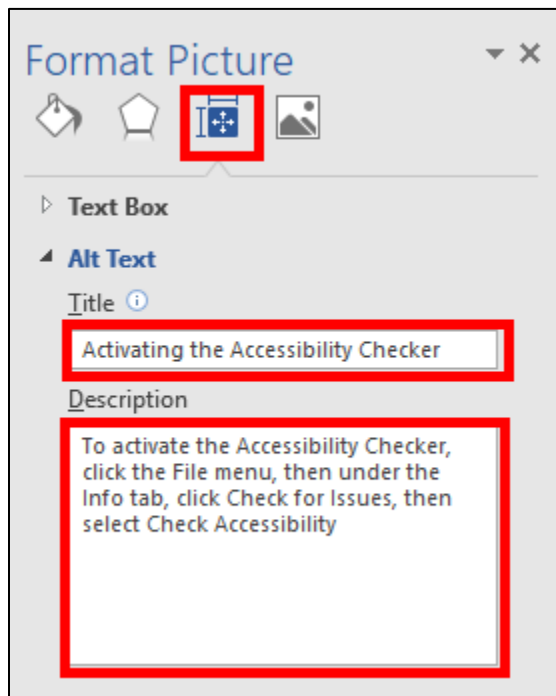 Format Picture
Text Box
Alt Text
Title
Activating the Accessibility Checker
Description
To activate the Accessibility Checker,
click the File menu, then under the
Info tab, click Check for Issues, then
select Check Accessibility